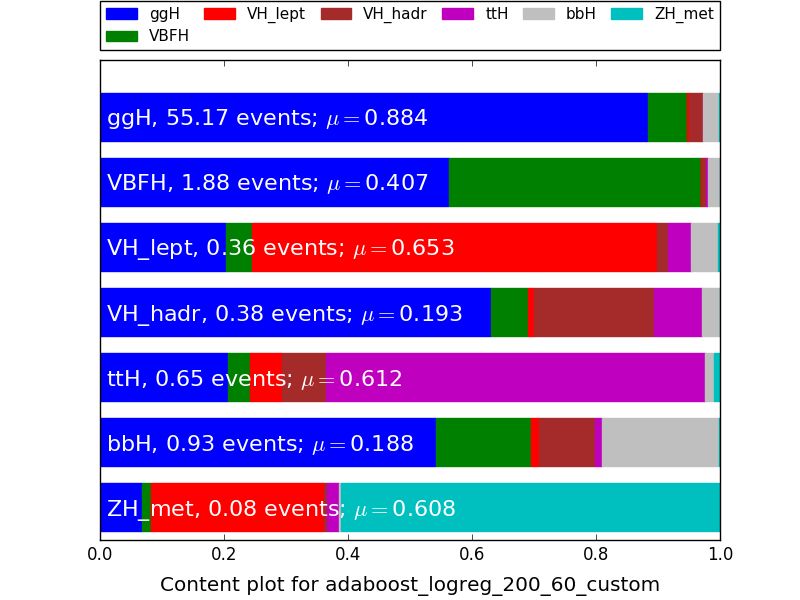 ggH VH_lept VH_hadr ttH bbH ZH_met
VBFH
ggH, 55.17 events; μ = 0.884
VBFH, 1.88 events; μ = 0.407
VH_lept, 0.36 events; μ = 0.653
VH_hadr, 0.38 events; μ = 0.193
ttH, 0.65 events; μ = 0.612
bbH, 0.93 events; μ = 0.188
ZH_met, 0.08 events; μ = 0.608
0.0 0.2 0.4 0.6 0.8 1.0
Content plot for adaboost_logreg_200_60_custom